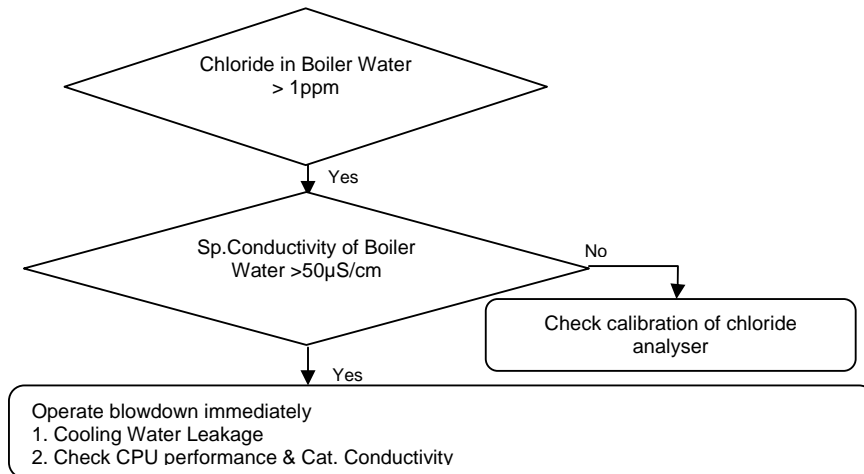 Chloride in Boiler Water
> 1ppm
Yes
Sp.Conductivity of Boiler
Water >50µS/cm
No
Check calibration of chloride
analyser
Yes
Operate blowdown immediately
1. Cooling Water Leakage
2. Check CPU performance & Cat. Conductivity